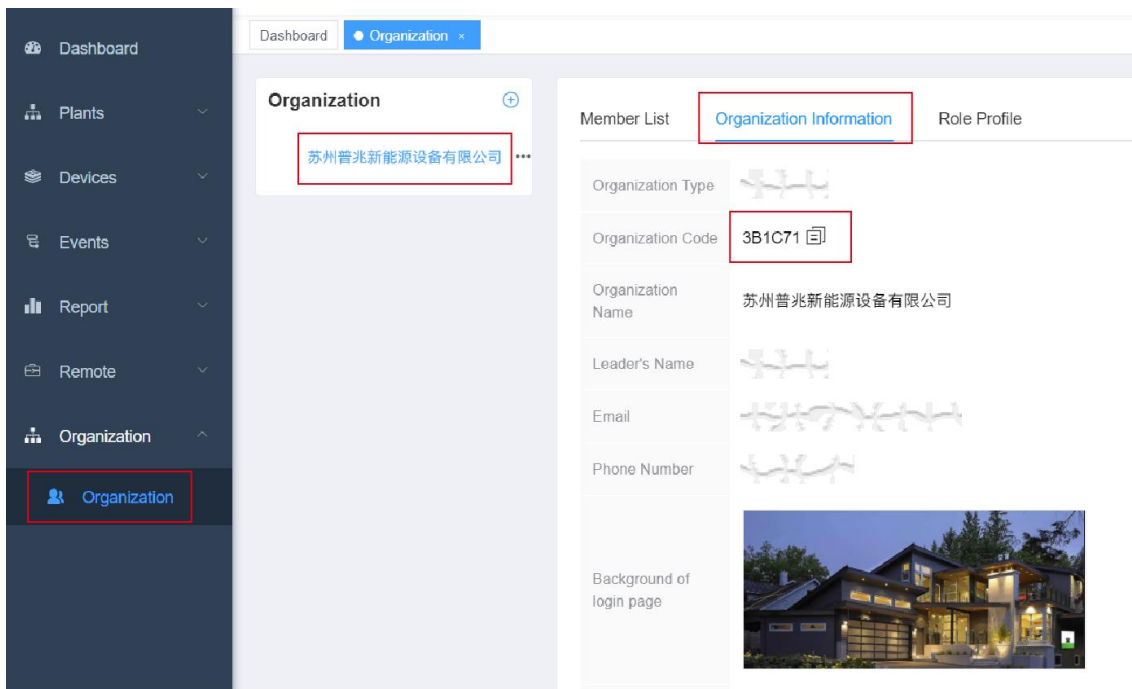 Dashboard
Plants
Devices
Events
Report
Remote
Organization
Organization
Dashboard
Organization ×
Organization
苏州普兆新能源设备有限公司
Member List
Organization Information
Role Profile
Organization Type
Organization Code
3B1C71
Organization
Name
苏州普兆新能源设备有限公司
Leader's Name
Email
Phone Number
Background of
login page